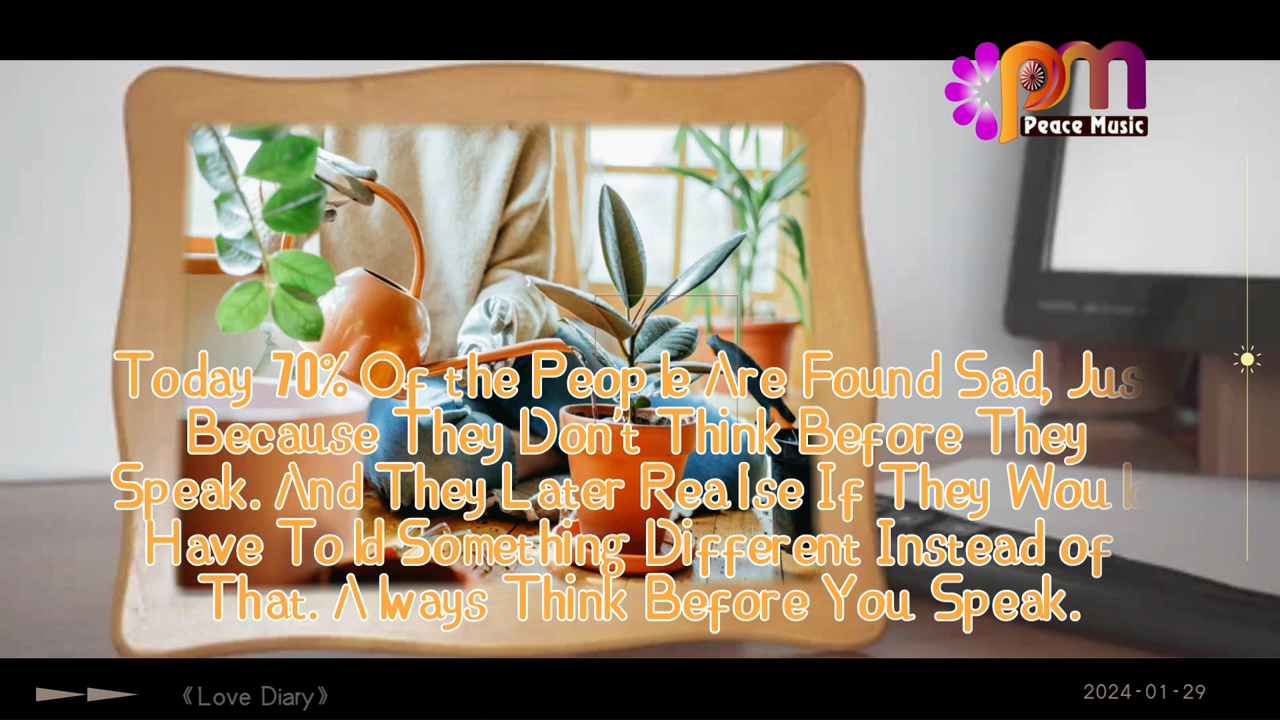 pm
Peace Music
Today 70% Of the People Are Found Sad, Jus
Because They Don't Think Before They
Speak. And They Later Realse If They Woul
Have Told Something Different Instead of
That. Always Think Before You Speak.
《Love Diary》
2024-01-29